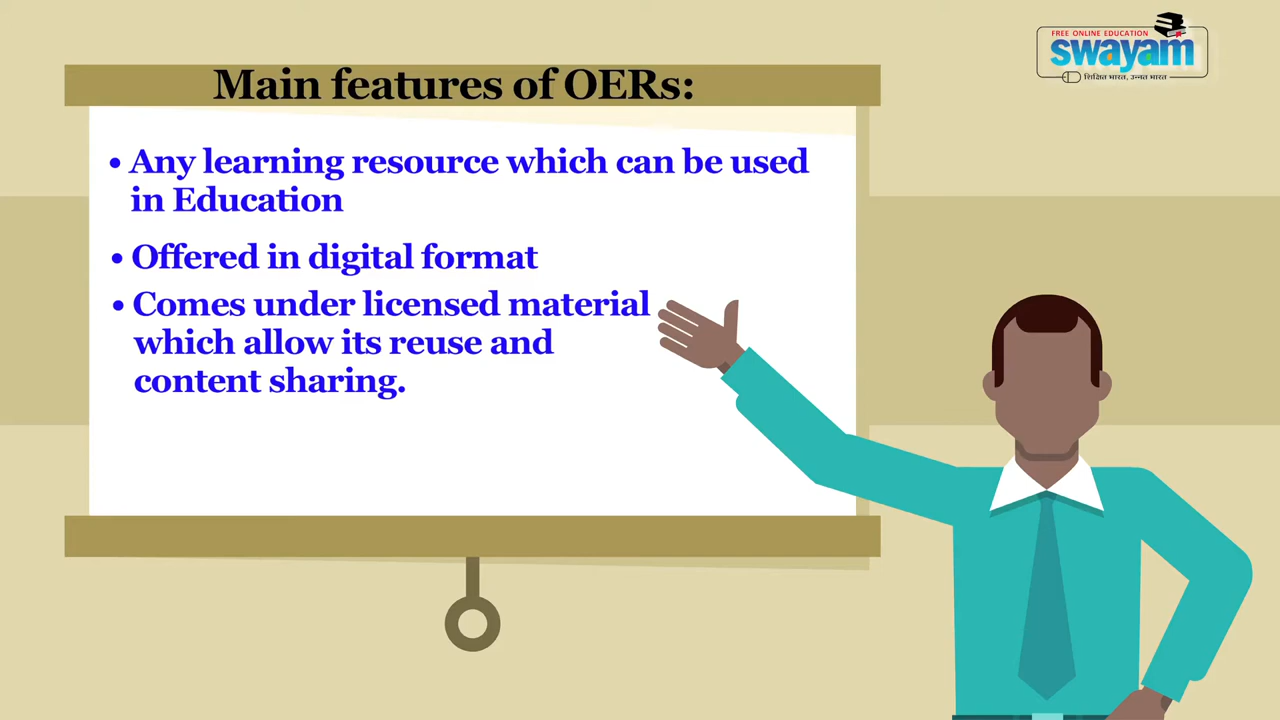 FREE ONLINE EDUCATION
swayam
शिक्षित भारत, उन्नत भारत
Main features of OERs:
• Any learning resource which can be used
in Education
• Offered in digital format
• Comes under licensed material
which allow its reuse and
content sharing.